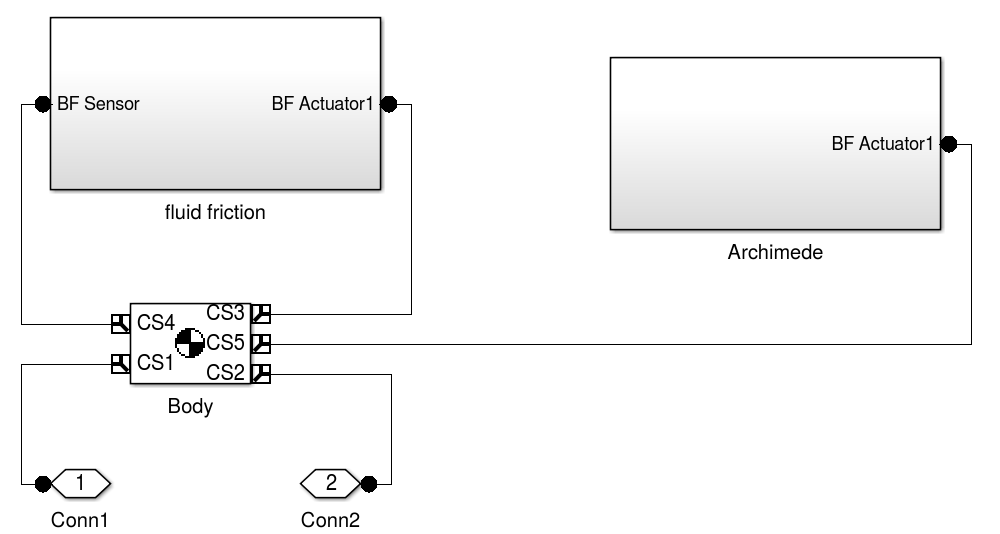 BF Sensor
BF Actuator1
fluid friction
BF Actuator1
Archimede
CS4
CS3
CS5
CS1
CS2
Body
1
Conn1
2
Conn2